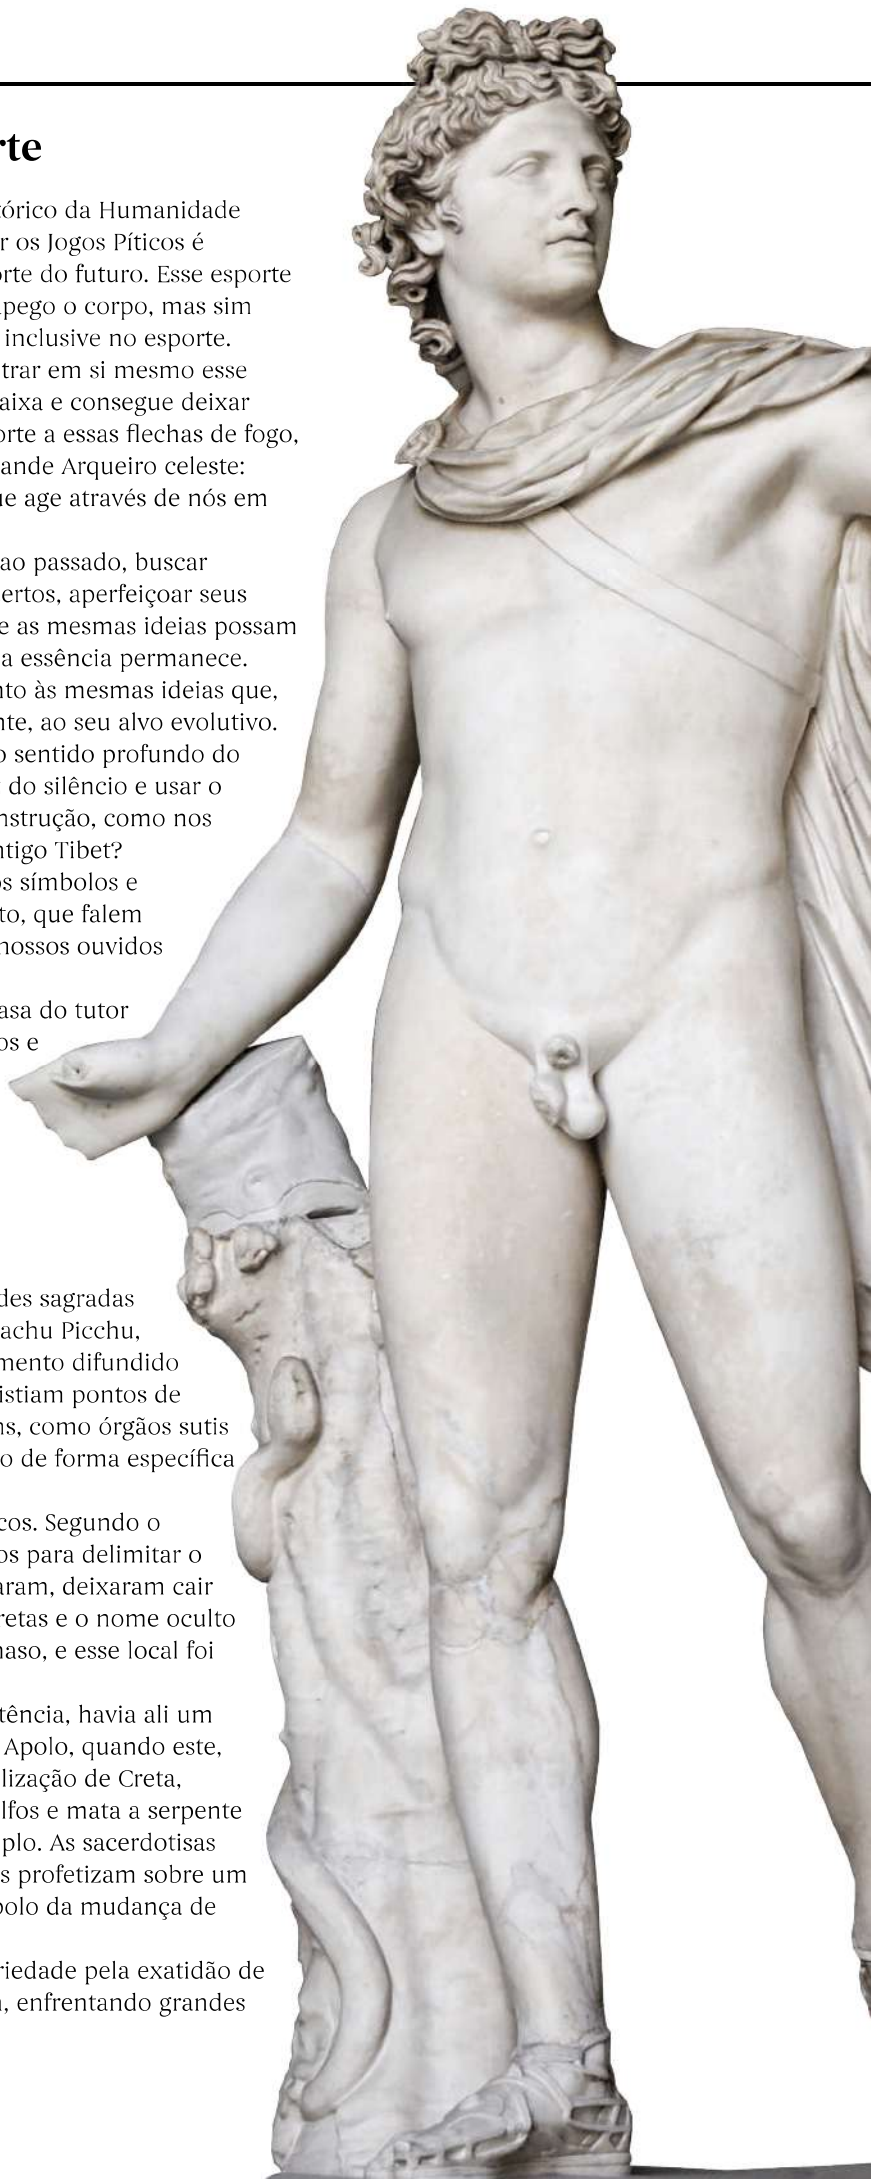 rte
tórico da Humanidade
r os Jogos Píticos é
orte do futuro. Esse esporte
apego o corpo, mas sim
inclusive no esporte.
trar em si mesmo esse
aixa e consegue deixar
orte a essas flechas de fogo,
ande Arqueiro celeste:
ue age através de nós em
ao passado, buscar
ertos, aperfeiçoar seus
e as mesmas ideias possam
a essência permanece.
nto às mesmas ideias que,
nte, ao seu alvo evolutivo.
o sentido profundo do
do silêncio e usar o
nstrução, como nos
ntigo Tibet?
os símbolos e
to, que falem
nossos ouvidos
asa do tutor
os e
des sagradas
achu Picchu,
mento difundido
istiam pontos de
ns, como órgãos sutis
o de forma específica
cos. Segundo o
os para delimitar o
aram, deixaram cair
retas e o nome oculto
naso, e esse local foi
tência, havia ali um
Apolo, quando este,
lização de Creta,
lfos e mata a serpente
plo. As sacerdotisas
s profetizam sobre um
polo da mudança de
riedade pela exatidão de
, enfrentando grandes